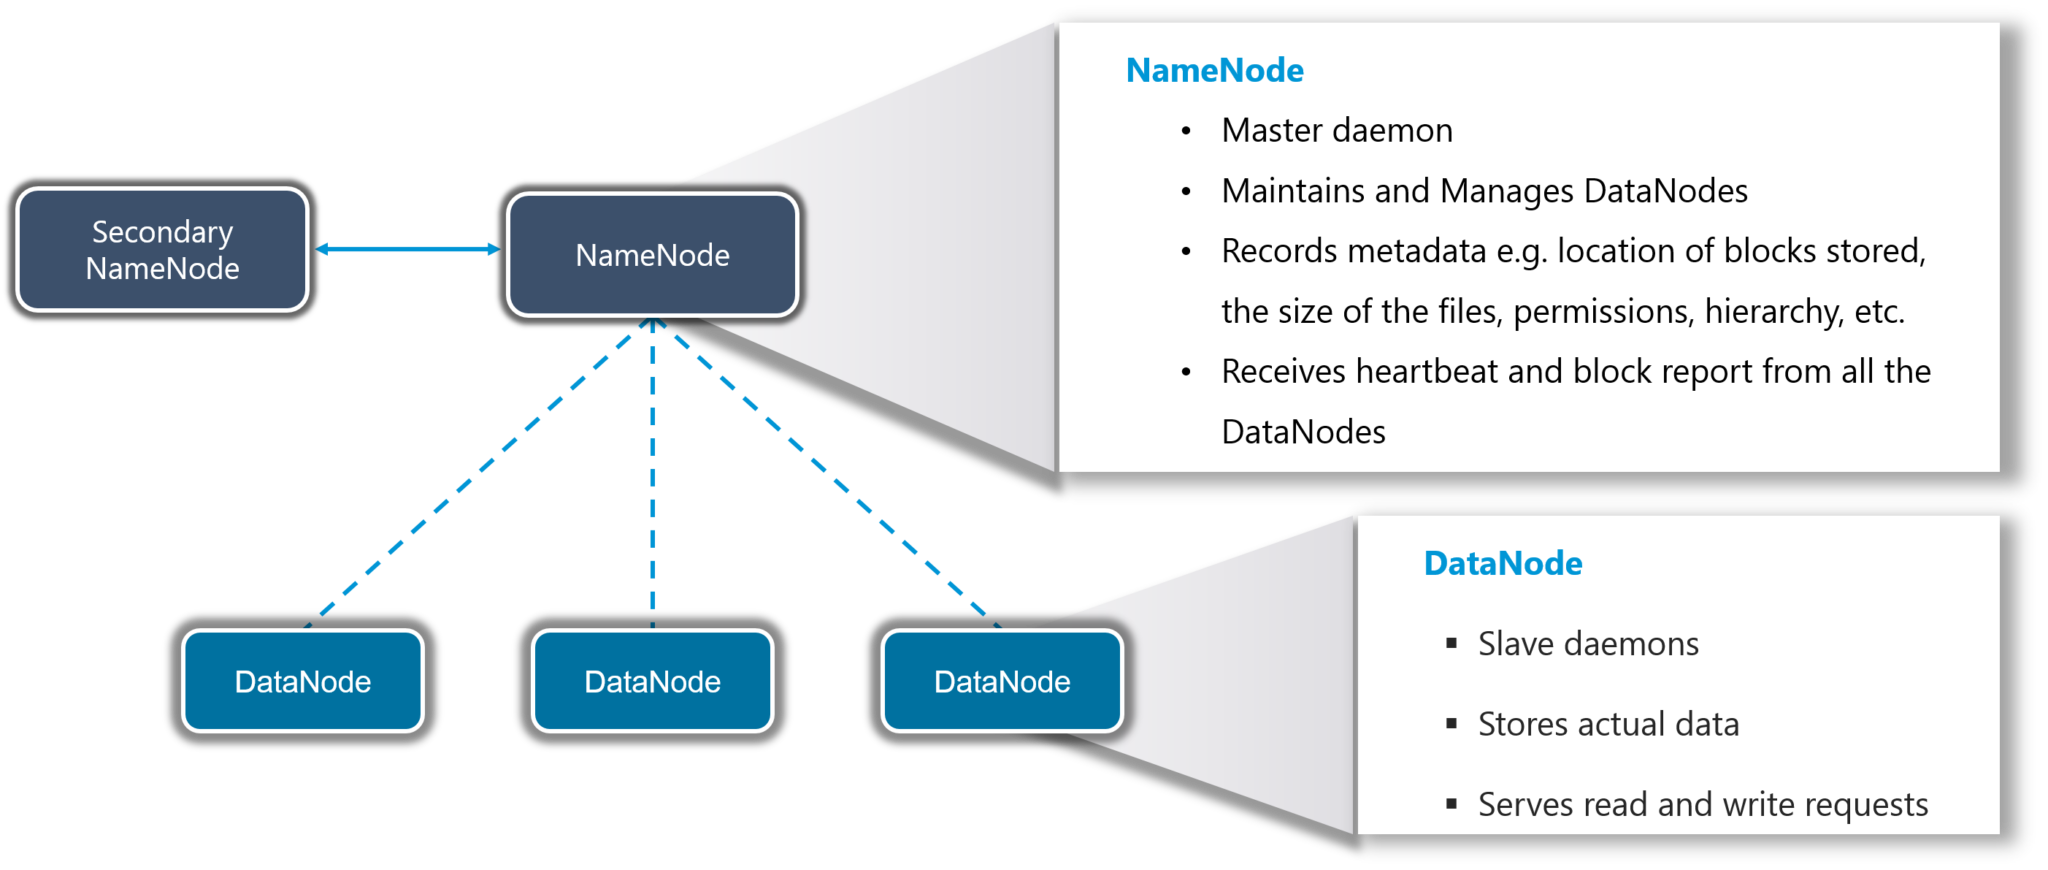 Secondary
NameNode
NameNode
DataNode
DataNode
DataNode
NameNode
• Master daemon
• Maintains and Manages DataNodes
• Records metadata e.g. location of blocks stored,
the size of the files, permissions, hierarchy, etc.
• Receives heartbeat and block report from all the
DataNodes
DataNode
▪ Slave daemons
▪ Stores actual data
▪ Serves read and write requests